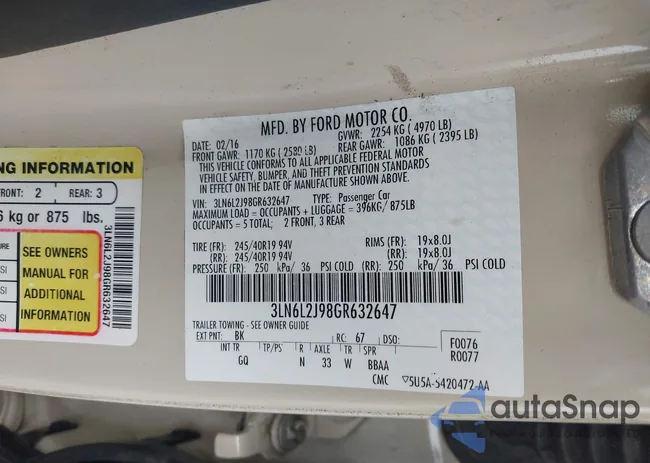 NG INFORMATION
FRONT: 2 REAR: 3
6 kg or 875 lbs.
SEE OWNERS
MANUAL FOR
ADDITIONAL
INFORMATION
3LN6L2J98GR632647
MFD. BY FORD MOTOR CO.
DATE: 02/16 GVWR: 2254 KG ( 4970 LB)
FRONT GAWR: 1170 KG ( 2580 LB) REAR GAWR: 1086 KG ( 2395 LB)
THIS VEHICLE CONFORMS TO ALL APPLICABLE FEDERAL MOTOR
VEHICLE SAFETY, BUMPER, AND THEFT PREVENTION STANDARDS
IN EFFECT ON THE DATE OF MANUFACTURE SHOWN ABOVE.
VIN: 3LN6L2J98GR632647 TYPE: Passenger Car
MAXIMUM LOAD = OCCUPANTS + LUGGAGE = 396KG/875LB
OCCUPANTS = 5 TOTAL: 2 FRONT, 3 REAR
TIRE (FR): 245/40R19 94V RIMS (FR): 19x8.0J
(RR): 245/40R19 94V (RR): 19x8.0J
PRESSURE (FR): 250 kPa/ 36 PSI COLD (RR): 250 kPa/ 36 PSI COLD
3LN6L2J98GR632647
TRAILER TOWING - SEE OWNER GUIDE
EXT PNT: BK RC: 67 DSO: F0076
INT TR TP/PS R AXLE TR SPR R0077
GQ N 33 W BBAA
CMC 5U5A-5420472-AA
autoSnap